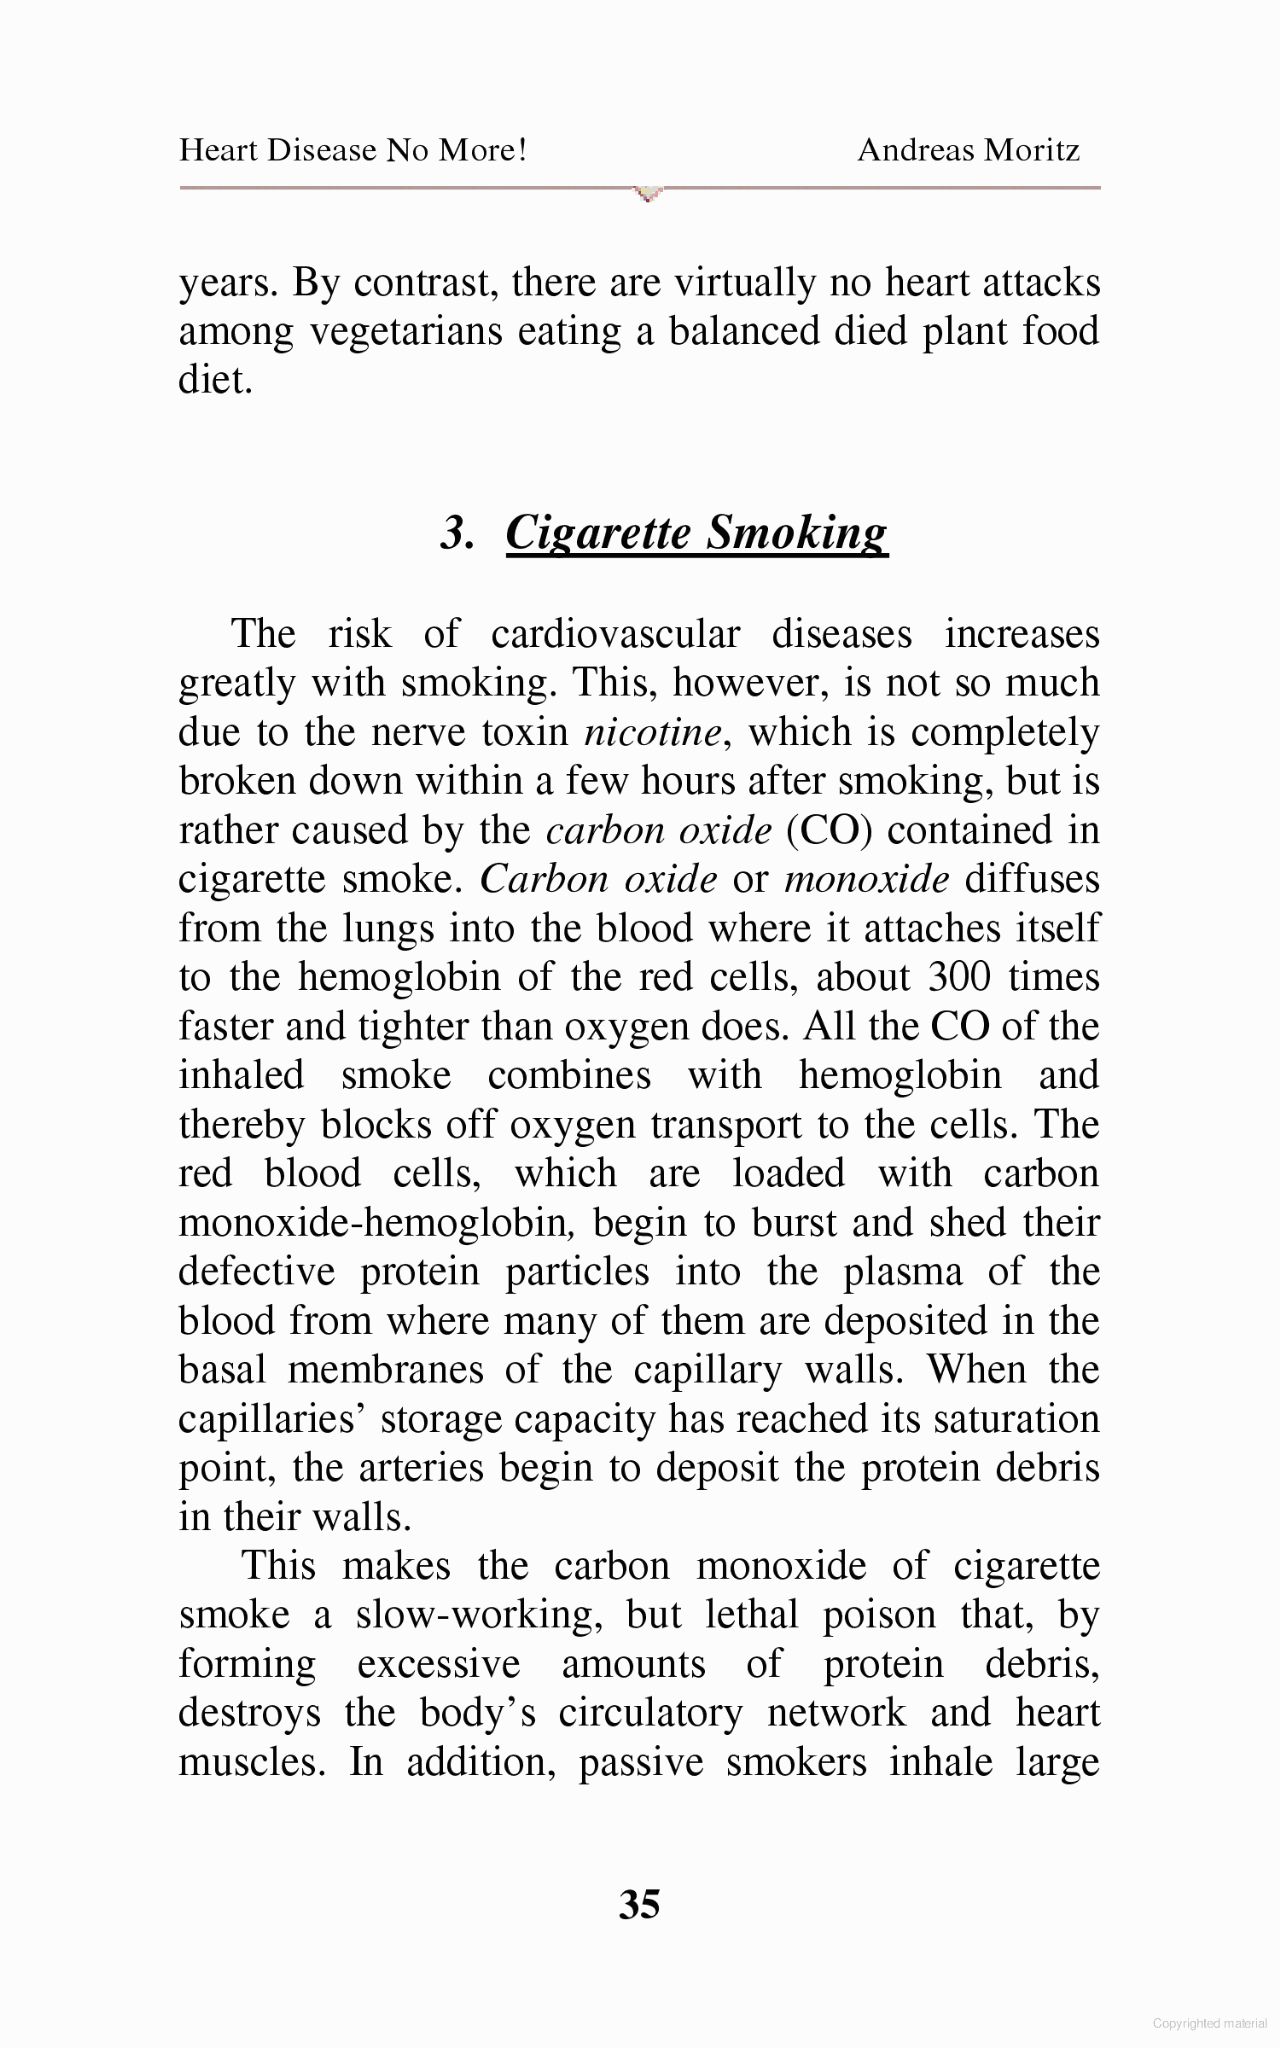 Heart Disease No More! Andreas Moritz
years. By contrast, there are virtually no heart attacks
among vegetarians eating a balanced died plant food
diet.
3. Cigarette Smoking
The risk of cardiovascular diseases increases
greatly with smoking. This, however, is not so much
due to the nerve toxin nicotine, which is completely
broken down within a few hours after smoking, but is
rather caused by the carbon oxide (CO) contained in
cigarette smoke. Carbon oxide or monoxide diffuses
from the lungs into the blood where it attaches itself
to the hemoglobin of the red cells, about 300 times
faster and tighter than oxygen does. All the CO of the
inhaled smoke combines with hemoglobin and
thereby blocks off oxygen transport to the cells. The
red blood cells, which are loaded with carbon
monoxide-hemoglobin, begin to burst and shed their
defective protein particles into the plasma of the
blood from where many of them are deposited in the
basal membranes of the capillary walls. When the
capillaries’ storage capacity has reached its saturation
point, the arteries begin to deposit the protein debris
in their walls.
This makes the carbon monoxide of cigarette
smoke a slow-working, but lethal poison that, by
forming excessive amounts of protein debris,
destroys the body’s circulatory network and heart
muscles. In addition, passive smokers inhale large
35
Copyrighted material